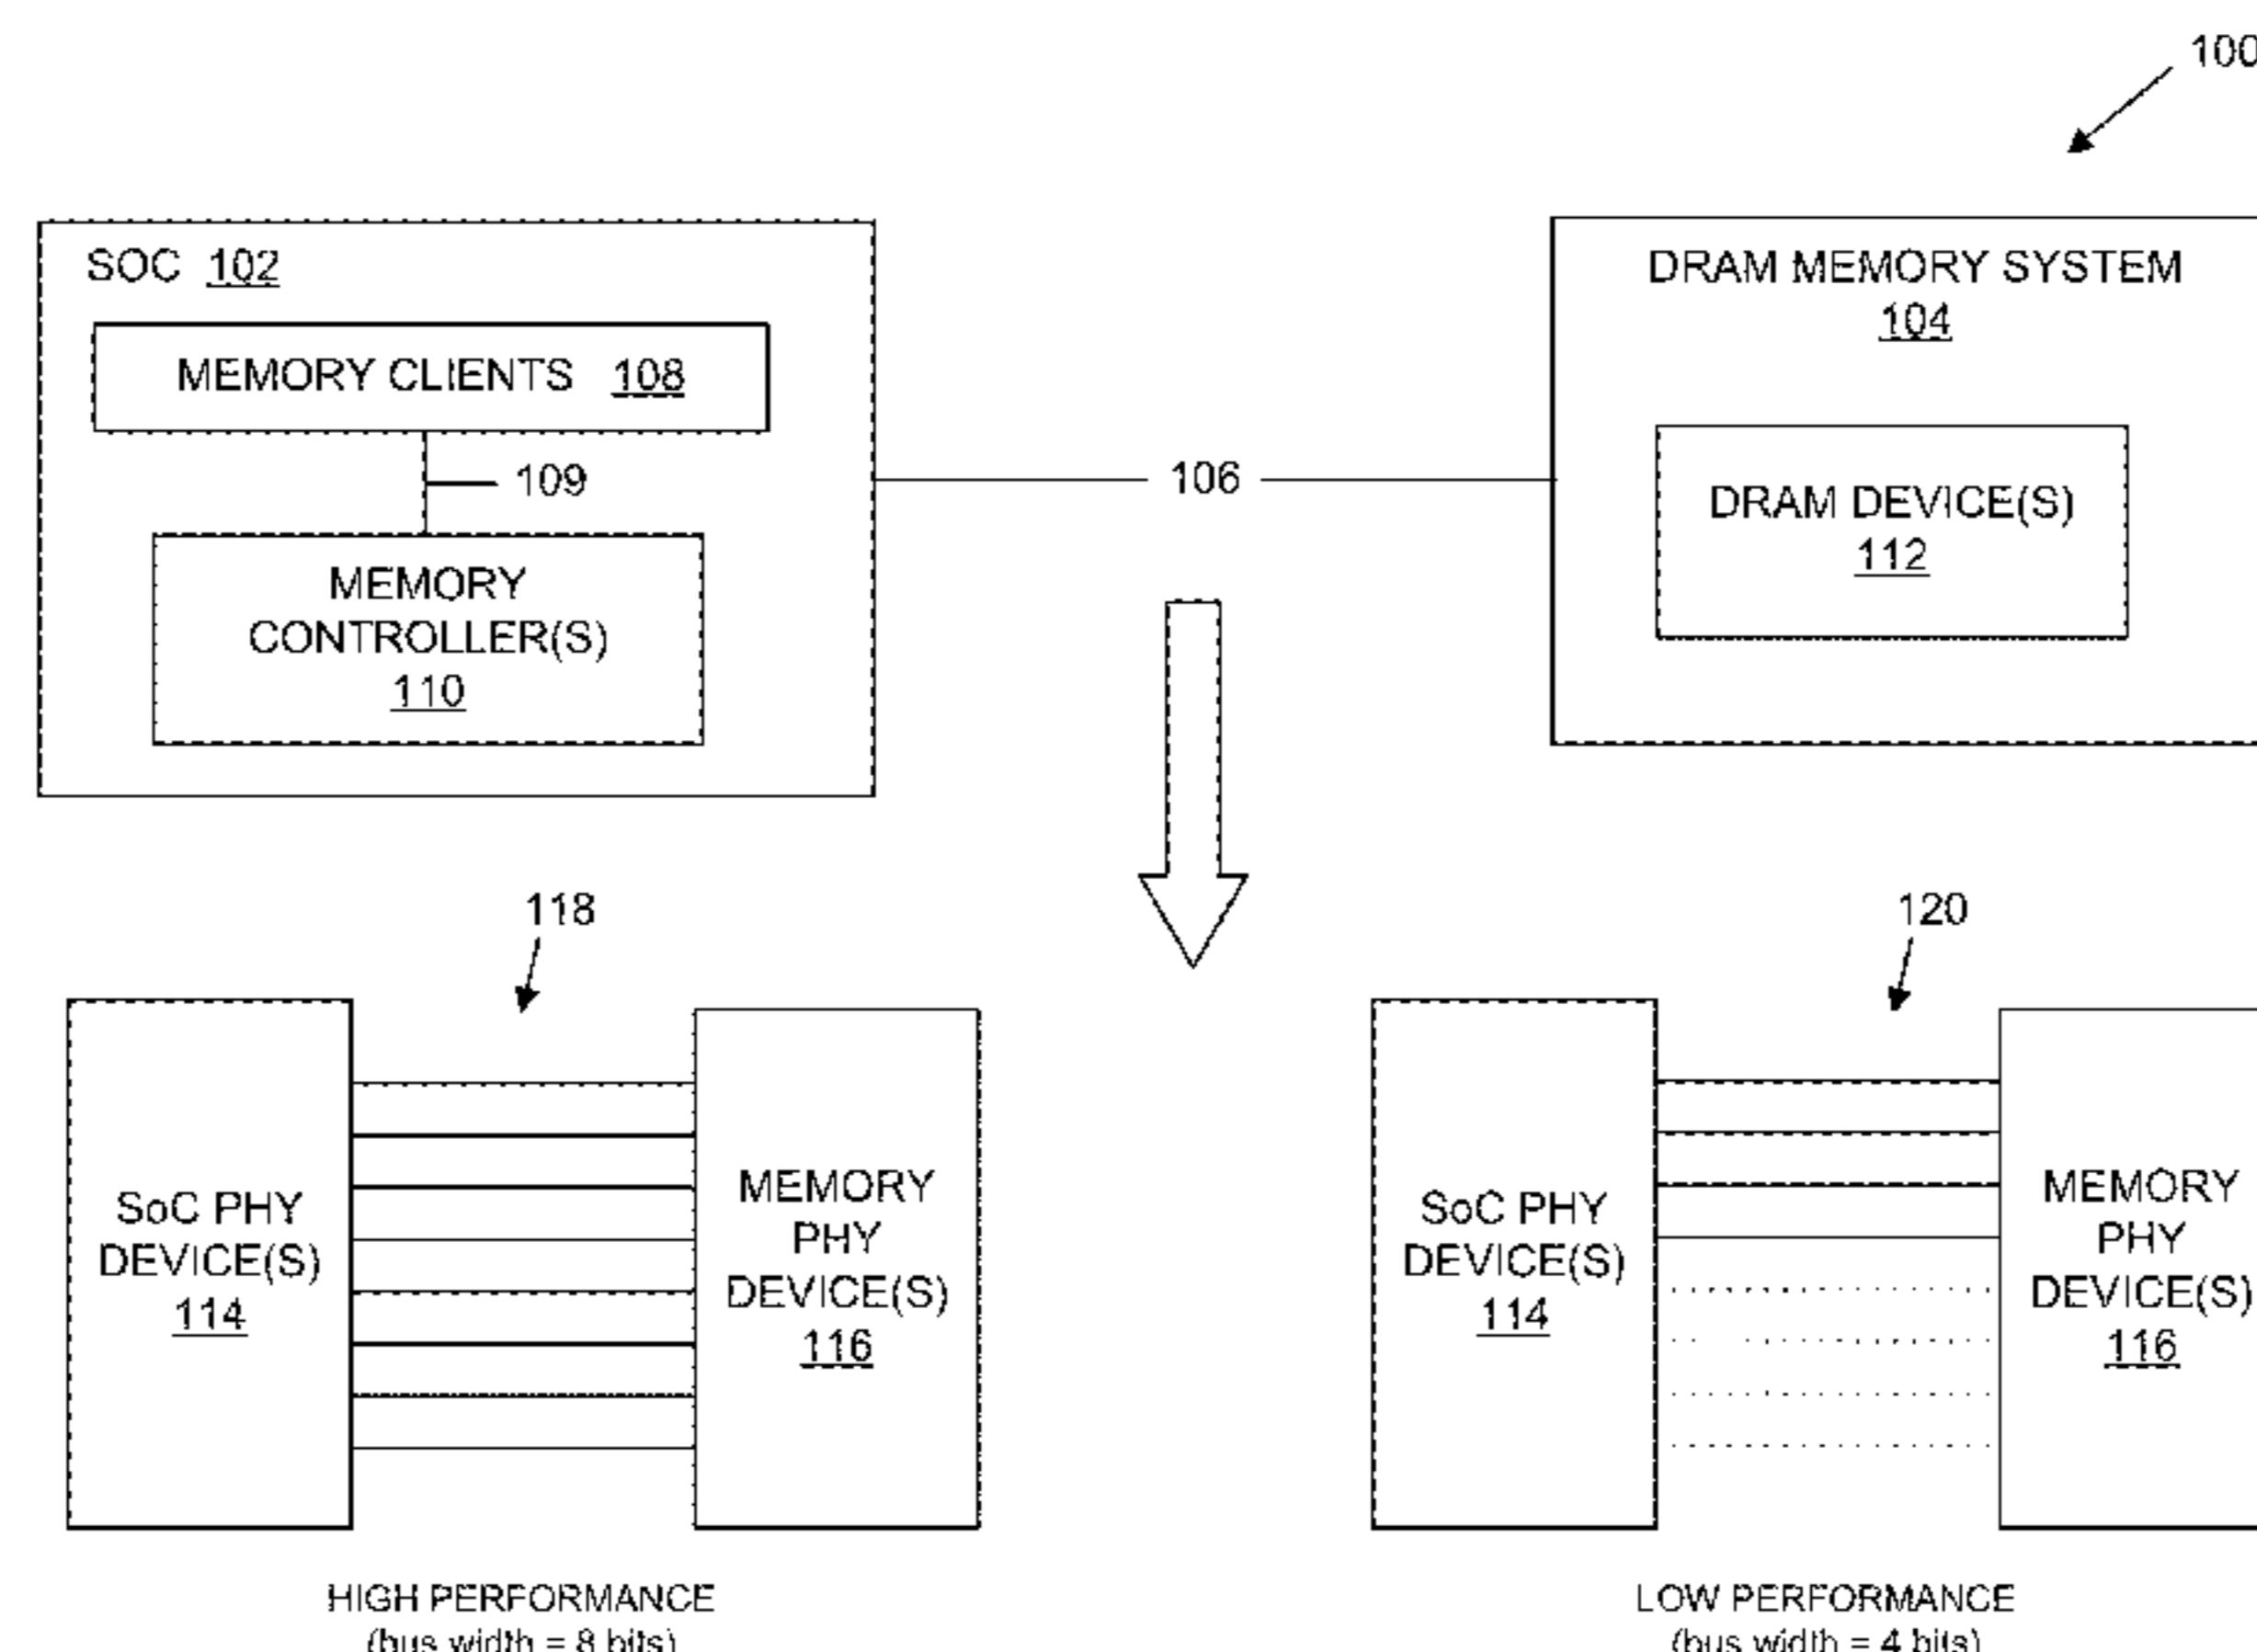 100
SOC 102
MEMORY CLIENTS 108
109
MEMORY
CONTROLLER(S)
110
106
DRAM MEMORY SYSTEM
104
DRAM DEVICE(S)
112
118
SoC PHY
DEVICE(S)
114
MEMORY
PHY
DEVICE(S)
116
HIGH PERFORMANCE
(bus width = 8 bits)
120
SoC PHY
DEVICE(S)
114
MEMORY
PHY
DEVICE(S)
116
LOW PERFORMANCE
(bus width = 4 bits)